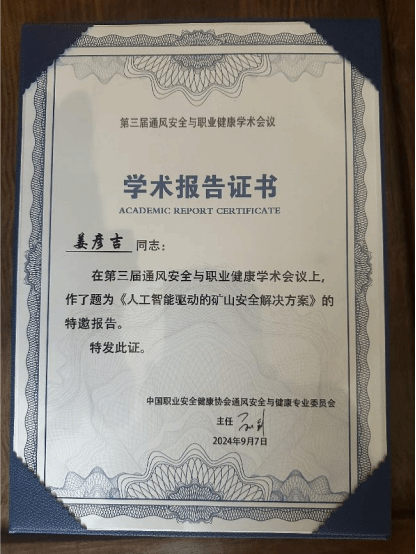 第三届通风安全与职业健康学术会议
学术报告证书
ACADEMIC REPORT CERTIFICATE
姜彦吉 同志：
在第三届通风安全与职业健康学术会议上，
作了题为《人工智能驱动的矿山安全解决方案》的
特邀报告。
特发此证。
中国职业安全健康协会通风安全与健康专业委员会
主任
2024年9月7日